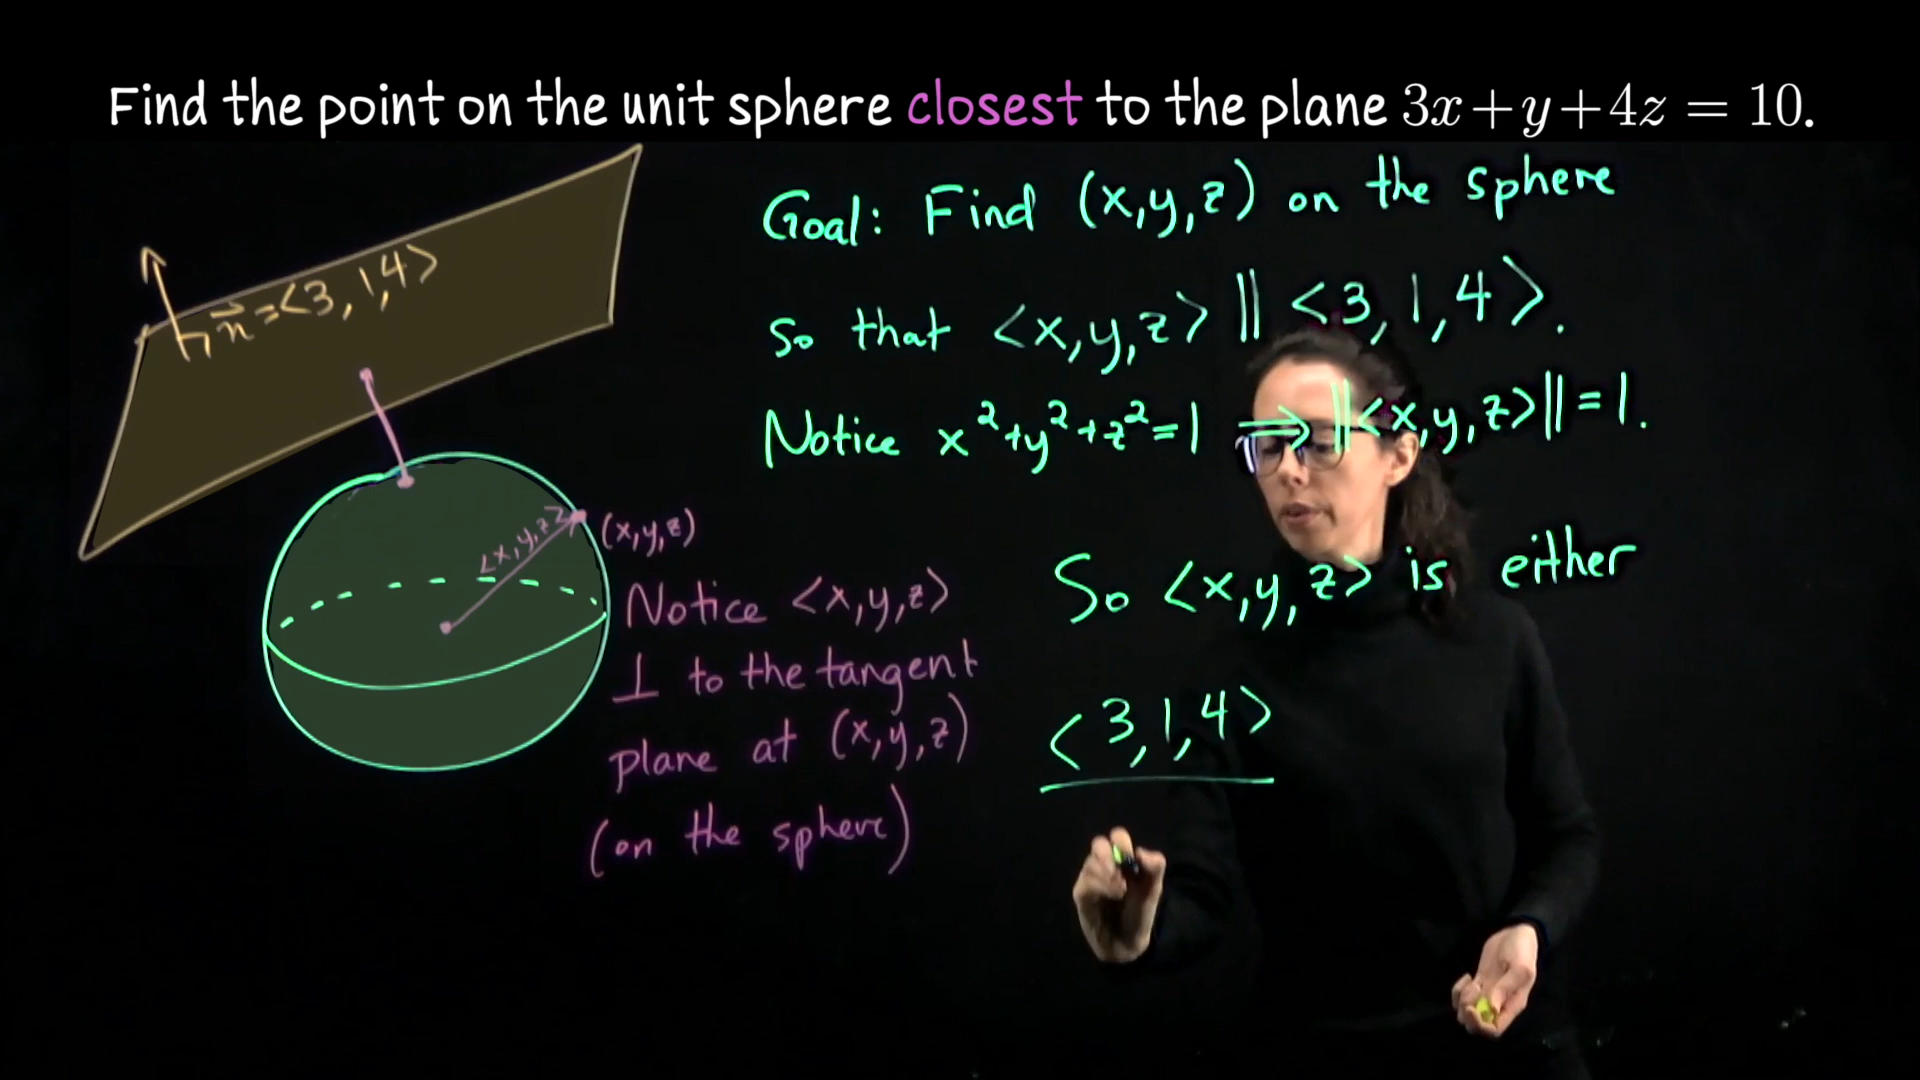 Find the point on the unit sphere closest to the plane 3x+y+4z = 10.
n⃗=<3,1,4>
Goal: Find (x,y,z) on the sphere
so that <x,y,z> || <3,1,4>.
Notice x²+y²+z²=1 ⟹ ||<x,y,z>||=1.
<x,y,z>
(x,y,z)
Notice <x,y,z>
⊥ to the tangent
plane at (x,y,z)
(on the sphere)
So <x,y,z> is either
<3,1,4>